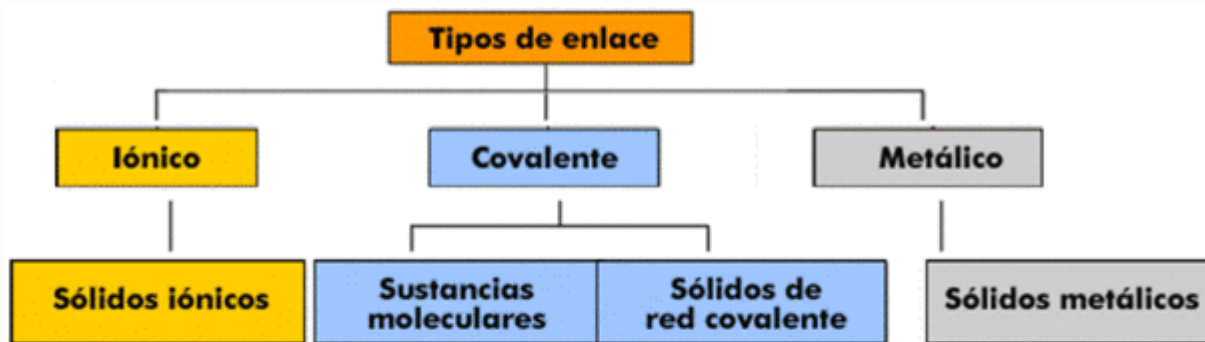 Tipos de enlace
Iónico
Covalente
Metálico
Sólidos iónicos
Sustancias
moleculares
Sólidos de
red covalente
Sólidos metálicos